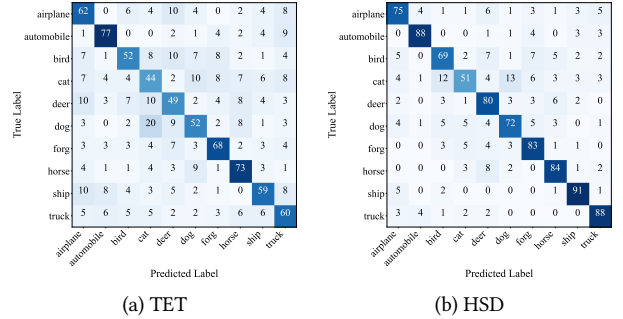 airplane 62 0 6 4 10 0 4 2 4 8
automobile 1 77 1 0 1 2 4 2 4 9
bird 7 2 52 8 10 7 8 2 1 4
cat 7 4 4 44 2 10 8 7 6 8
deer 10 3 7 10 49 2 4 8 4 3
dog 3 0 2 20 9 52 2 8 1 3
forg 3 3 3 4 7 3 68 2 3 4
horse 4 1 1 4 3 9 1 73 1 3
ship 10 8 4 3 5 2 1 0 59 8
truck 5 6 5 5 2 2 3 6 6 60
True Label
airplane automobile bird cat deer dog forg horse ship truck
Predicted Label
(a) TET
airplane 75 4 1 1 6 1 3 1 3 5
automobile 0 88 0 0 1 0 4 0 1 3
bird 5 0 69 2 2 1 7 5 2 2
cat 4 1 12 51 4 13 6 3 3 3
deer 2 0 3 1 80 3 3 6 2 0
dog 4 1 5 5 4 72 5 3 0 0
forg 0 0 3 5 4 3 83 1 1 0
horse 0 0 0 3 8 2 0 84 1 2
ship 5 0 2 0 0 0 1 1 91 1
truck 3 4 1 2 2 0 0 0 0 88
True Label
airplane automobile bird cat deer dog forg horse ship truck
Predicted Label
(b) HSD